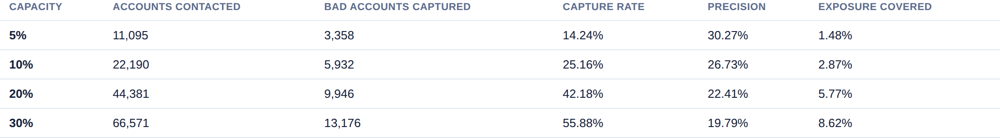 CAPACITY ACCOUNTS CONTACTED BAD ACCOUNTS CAPTURED CAPTURE RATE PRECISION EXPOSURE COVERED
5% 11,095 3,358 14.24% 30.27% 1.48%
10% 22,190 5,932 25.16% 26.73% 2.87%
20% 44,381 9,946 42.18% 22.41% 5.77%
30% 66,571 13,176 55.88% 19.79% 8.62%